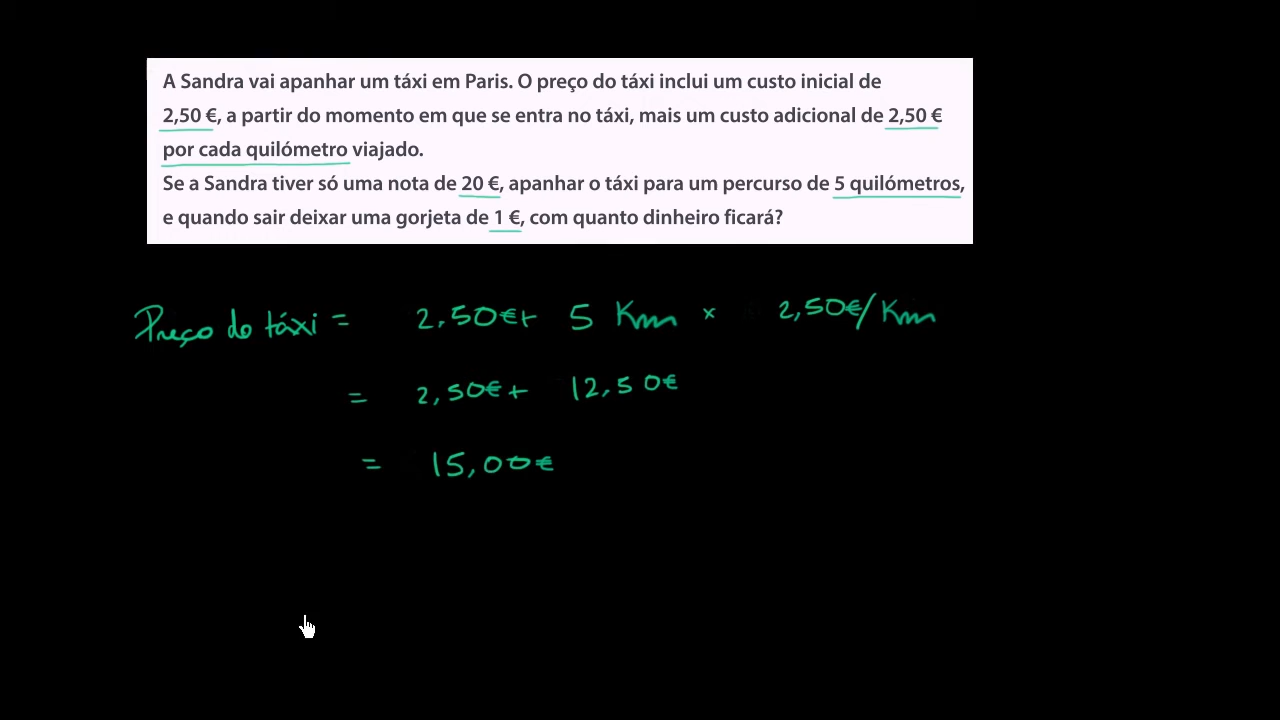 A Sandra vai apanhar um táxi em Paris. O preço do táxi inclui um custo inicial de
2,50 €, a partir do momento em que se entra no táxi, mais um custo adicional de 2,50 €
por cada quilómetro viajado.
Se a Sandra tiver só uma nota de 20 €, apanhar o táxi para um percurso de 5 quilómetros,
e quando sair deixar uma gorjeta de 1 €, com quanto dinheiro ficará?
Preço do táxi = 2,50€+ 5 Km × 2,50€/Km
= 2,50€+ 12,50€
= 15,00€